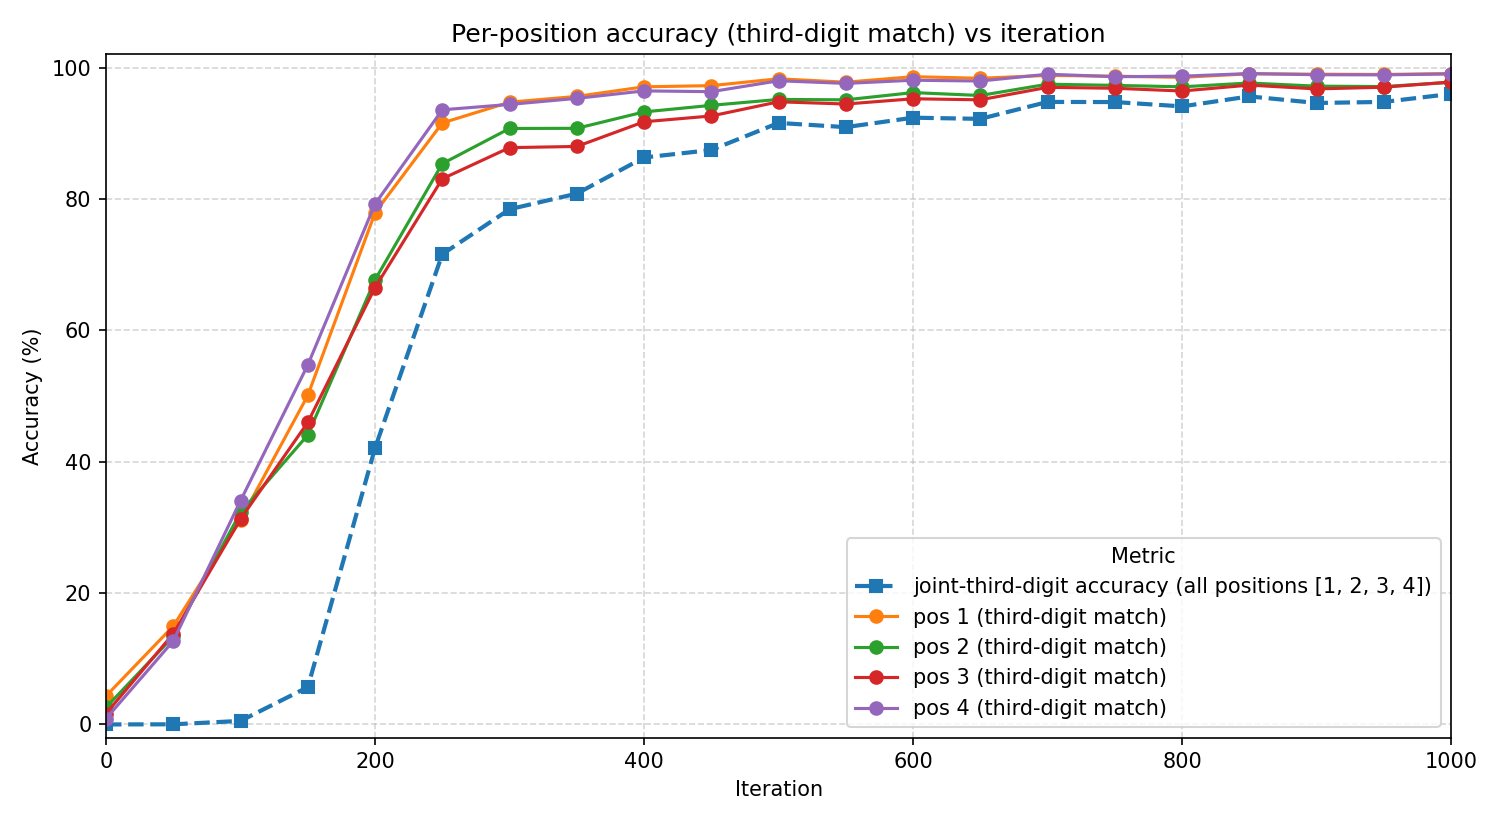 Per-position accuracy (third-digit match) vs iteration
100
80
60
40
20
0
Accuracy (%)
0 200 400 600 800 1000
Iteration
Metric
joint-third-digit accuracy (all positions [1, 2, 3, 4])
pos 1 (third-digit match)
pos 2 (third-digit match)
pos 3 (third-digit match)
pos 4 (third-digit match)